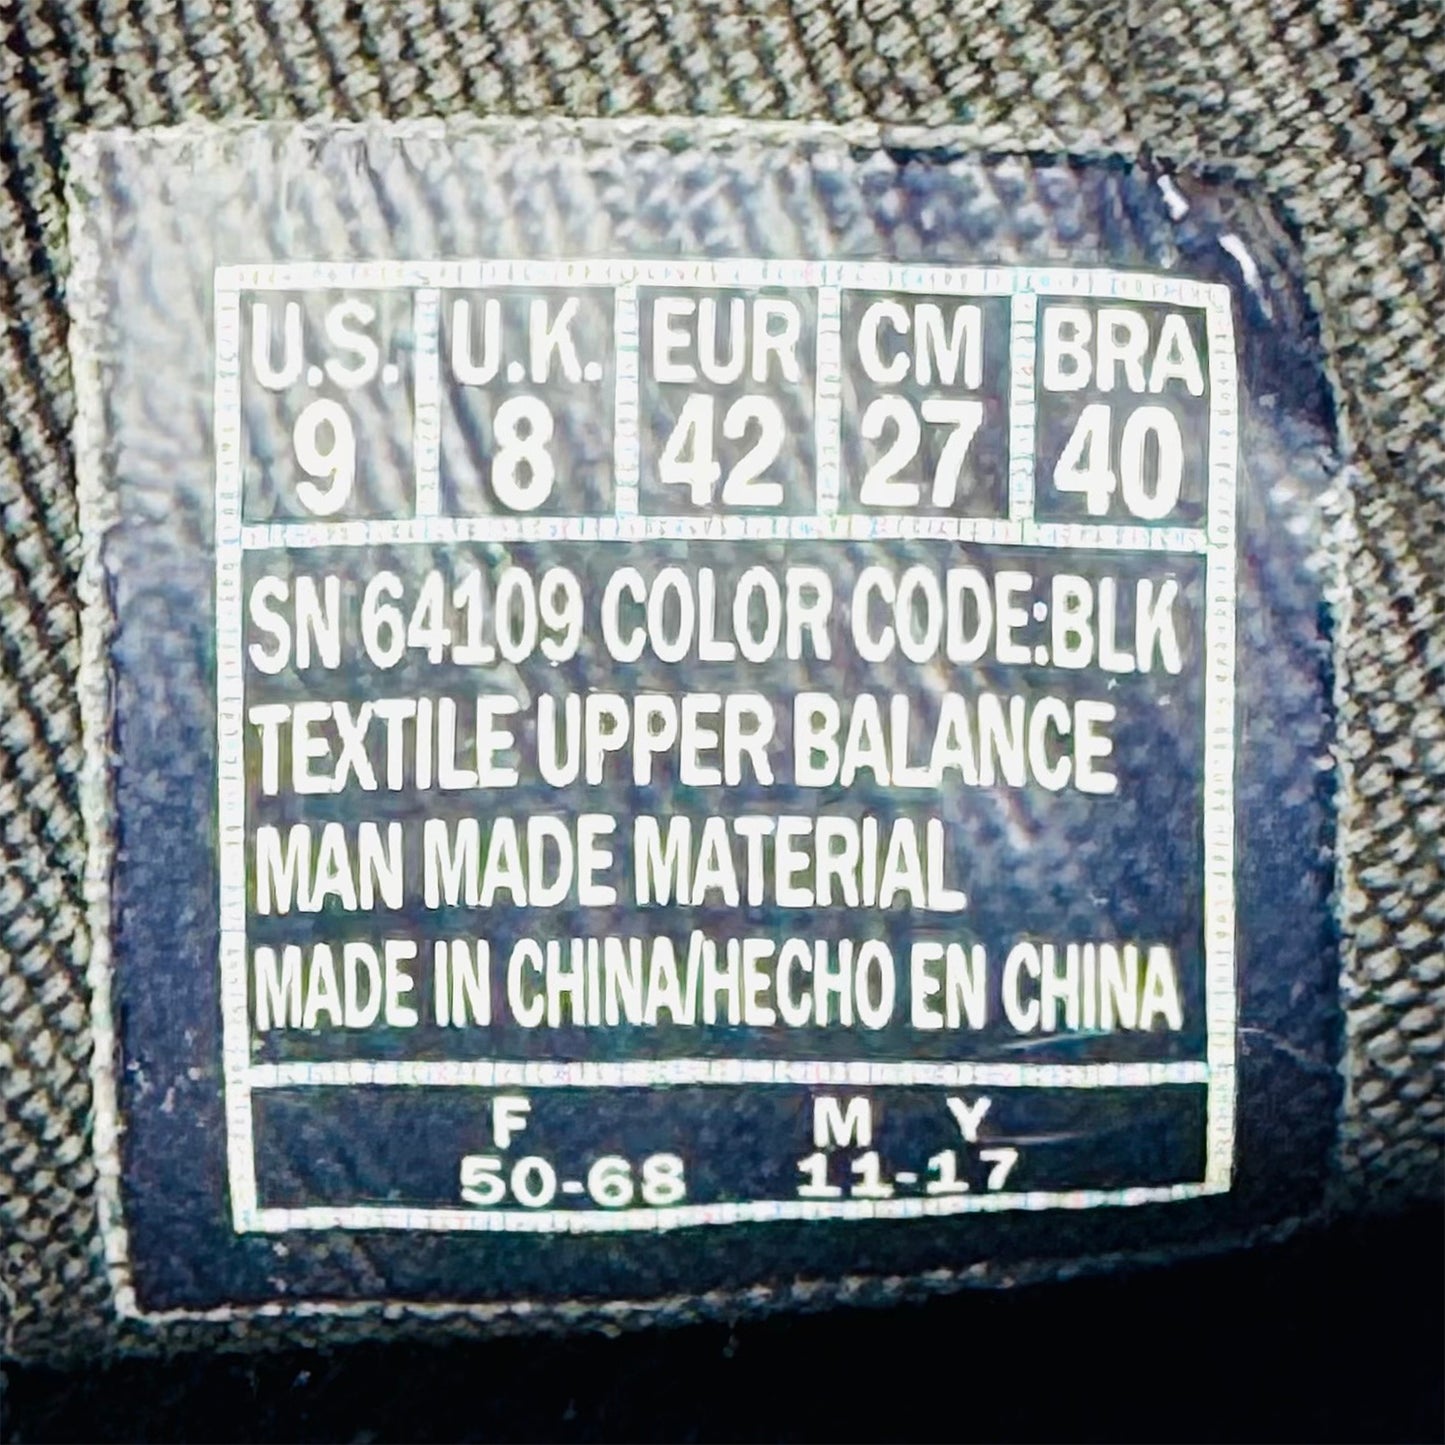 U.S. U.K. EUR CM BRA
9 8 42 27 40
SN 64109 COLOR CODE:BLK
TEXTILE UPPER BALANCE
MAN MADE MATERIAL
MADE IN CHINA/HECHO EN CHINA
F M Y
50-68 11-17